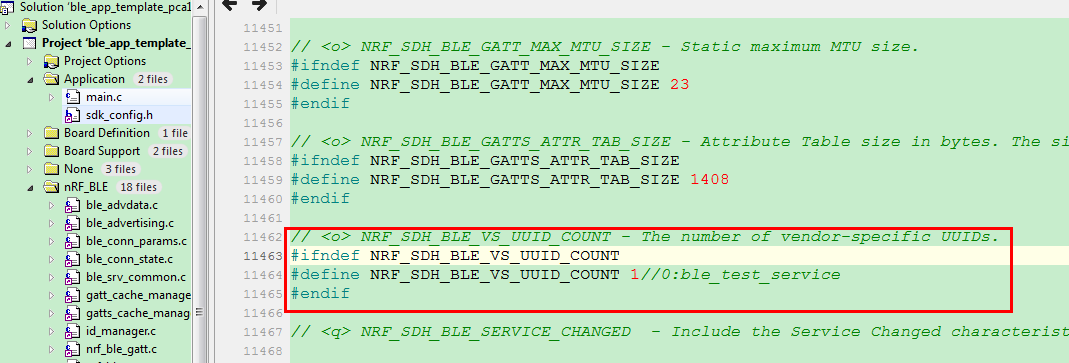 Solution 'ble_app_template_pca1
Solution Options
Project 'ble_app_template_
Project Options
Application 2 files
main.c
sdk_config.h
Board Definition 1 file
Board Support 2 files
None 3 files
nRF_BLE 18 files
ble_advdata.c
ble_advertising.c
ble_conn_params.c
ble_conn_state.c
ble_srv_common.c
gatt_cache_manage
gatts_cache_manag
id_manager.c
nrf_ble_gatt.c
11451
11452 // <o> NRF_SDH_BLE_GATT_MAX_MTU_SIZE - Static maximum MTU size.
11453 #ifndef NRF_SDH_BLE_GATT_MAX_MTU_SIZE
11454 #define NRF_SDH_BLE_GATT_MAX_MTU_SIZE 23
11455 #endif
11456
11457 // <o> NRF_SDH_BLE_GATTS_ATTR_TAB_SIZE - Attribute Table size in bytes. The si
11458 #ifndef NRF_SDH_BLE_GATTS_ATTR_TAB_SIZE
11459 #define NRF_SDH_BLE_GATTS_ATTR_TAB_SIZE 1408
11460 #endif
11461
11462 // <o> NRF_SDH_BLE_VS_UUID_COUNT - The number of vendor-specific UUIDs.
11463 #ifndef NRF_SDH_BLE_VS_UUID_COUNT
11464 #define NRF_SDH_BLE_VS_UUID_COUNT 1//0:ble_test_service
11465 #endif
11466
11467 // <q> NRF_SDH_BLE_SERVICE_CHANGED  - Include the Service Changed characterist
11468